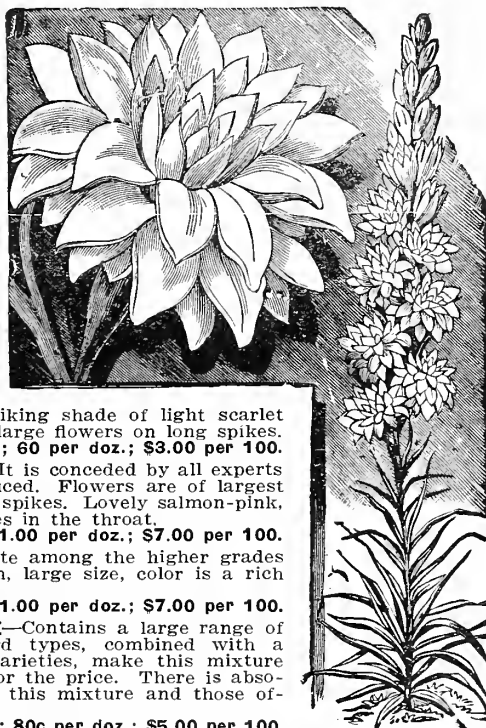 iking shade of light scarlet
large flowers on long spikes.
; 60 per doz.; $3.00 per 100.
It is conceded by all experts
uced. Flowers are of largest
spikes. Lovely salmon-pink,
es in the throat.
1.00 per doz.; $7.00 per 100.
te among the higher grades
n, large size, color is a rich
1.00 per doz.; $7.00 per 100.
—Contains a large range of
rd types, combined with a
arieties, make this mixture
or the price. There is abso-
this mixture and those of-
; 80c per doz.; $5.00 per 100.